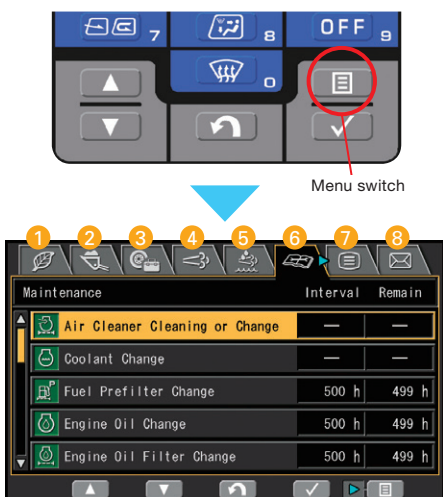 7
8
OFF 9
0
Menu switch
1 2 3 4 5 6 7 8
Maintenance Interval Remain
Air Cleaner Cleaning or Change — —
Coolant Change — —
P
Fuel Prefilter Change 500 h 499 h
Engine Oil Change 500 h 499 h
Engine Oil Filter Change 500 h 499 h